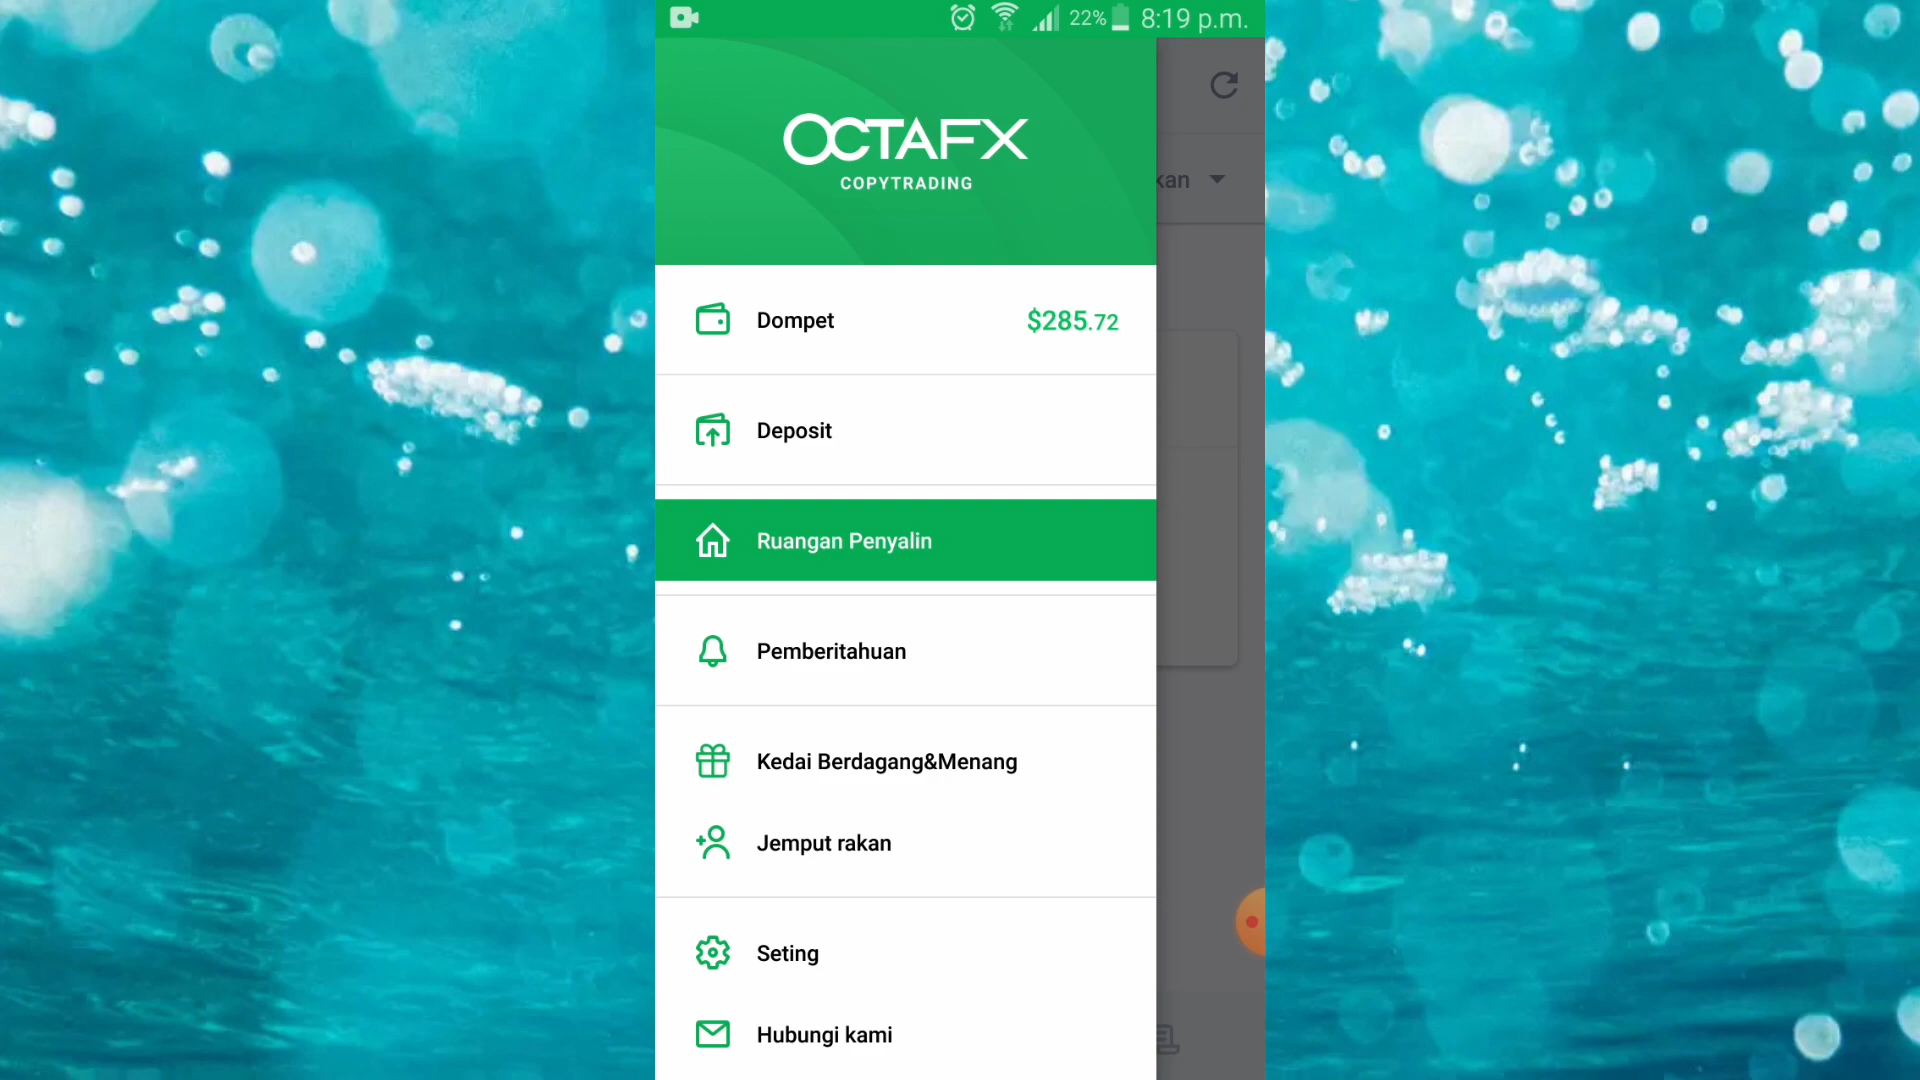 22% 8:19 p.m.
OCTAFX
COPYTRADING
kan
Dompet $285.72
Deposit
Ruangan Penyalin
Pemberitahuan
Kedai Berdagang&Menang
Jemput rakan
Seting
Hubungi kami